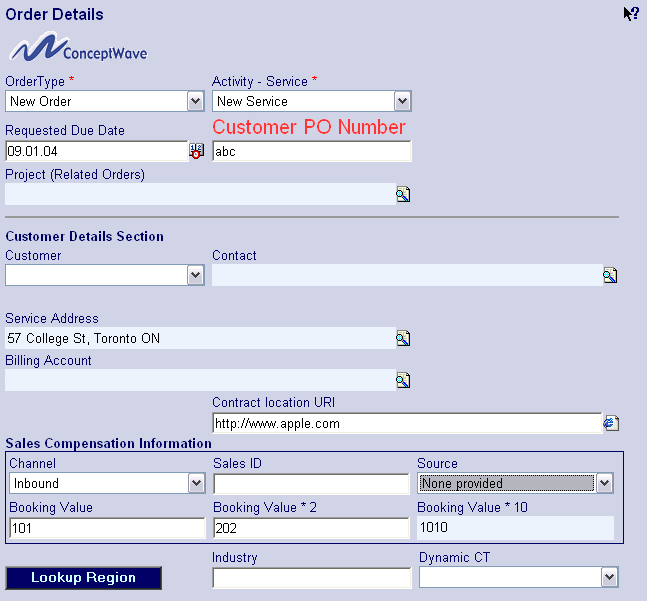 Order Details
ConceptWave
OrderType * Activity - Service *
New Order New Service
Requested Due Date Customer PO Number
09.01.04 abc
Project (Related Orders)
Customer Details Section
Customer Contact
Service Address
57 College St, Toronto ON
Billing Account
Contract location URI
http://www.apple.com
Sales Compensation Information
Channel Sales ID Source
Inbound None provided
Booking Value Booking Value * 2 Booking Value * 10
101 202 1010
Industry Dynamic CT
Lookup Region